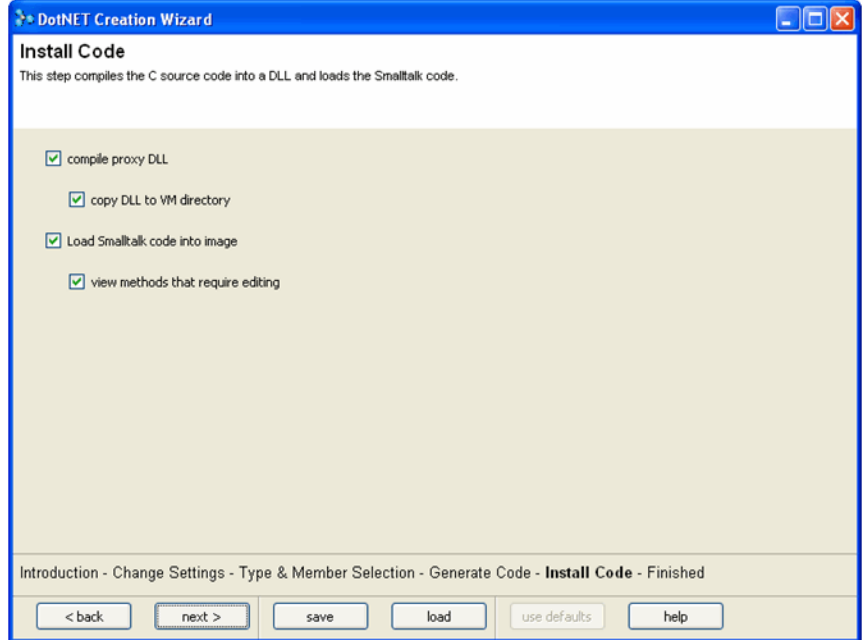 DotNET Creation Wizard
Install Code
This step compiles the C source code into a DLL and loads the Smalltalk code.
compile proxy DLL
copy DLL to VM directory
Load Smalltalk code into image
view methods that require editing
Introduction - Change Settings - Type & Member Selection - Generate Code - Install Code - Finished
< back next > save load use defaults help